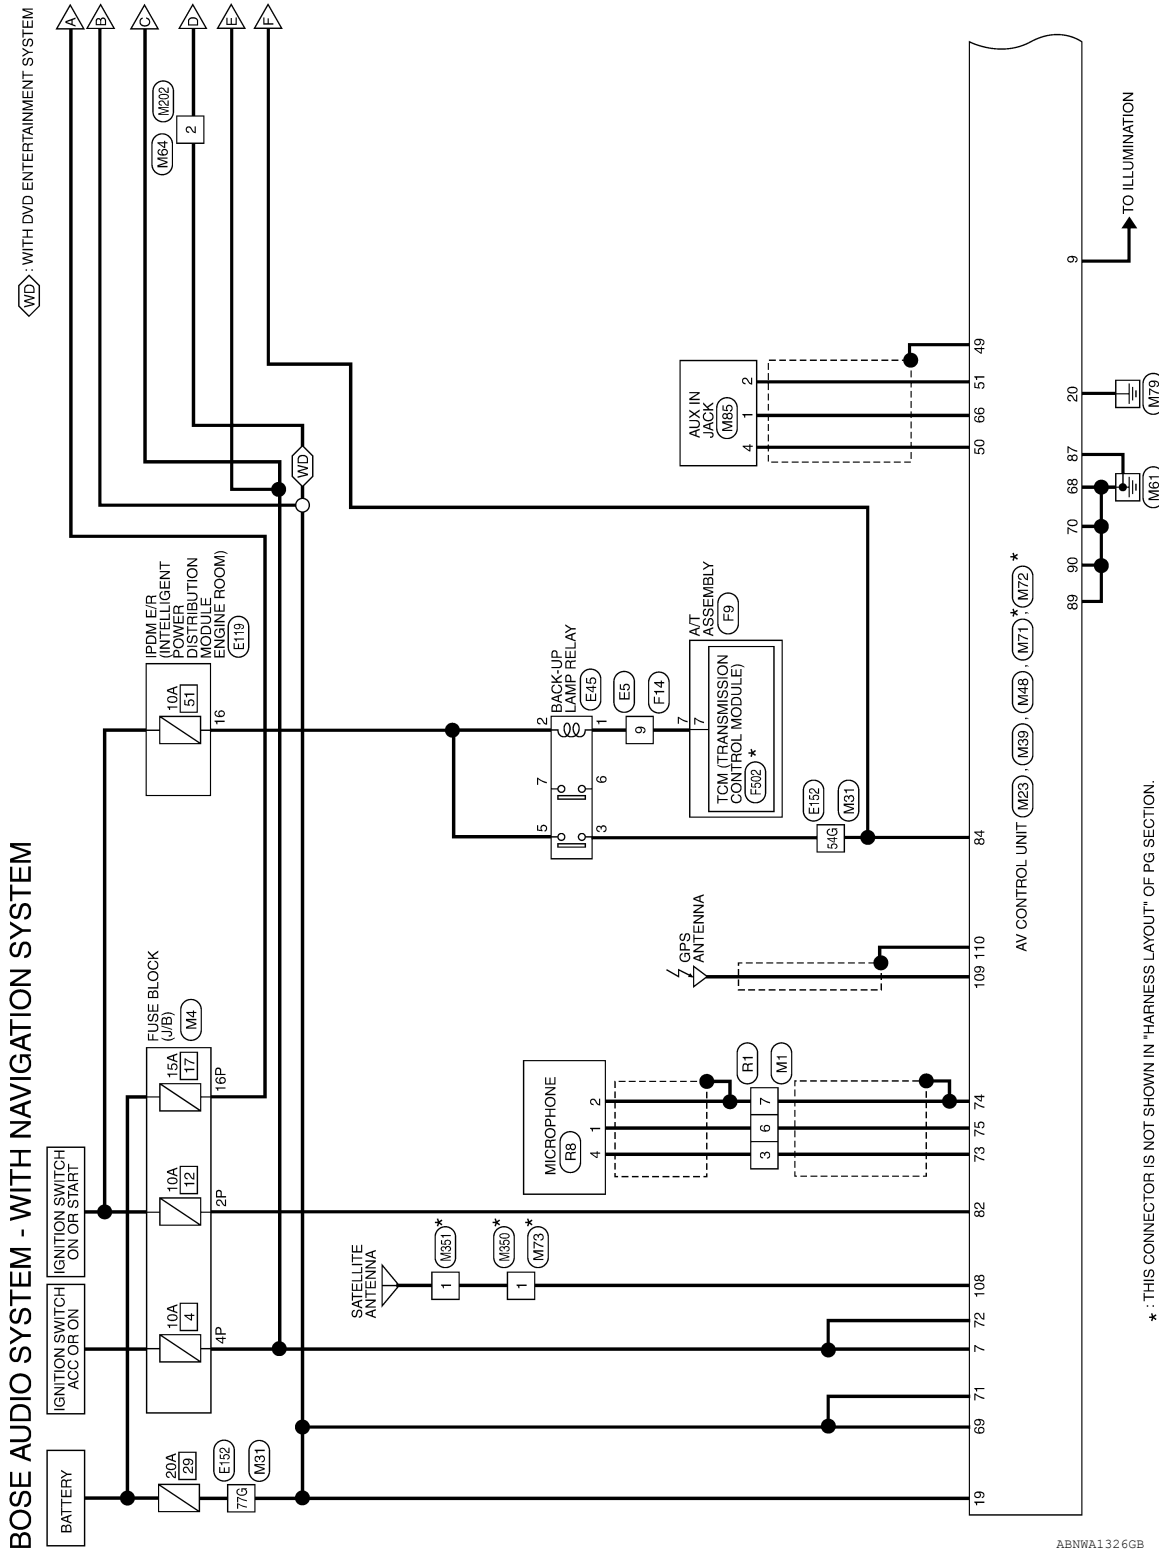 BOSE AUDIO SYSTEM - WITH NAVIGATION SYSTEM
WD : WITH DVD ENTERTAINMENT SYSTEM
BATTERY
IGNITION SWITCH
ACC OR ON
IGNITION SWITCH
ON OR START
A
B
C
D
E
F
20A
29
77G
E152
M31
10A
4
4P
10A
12
2P
15A
17
16P
FUSE BLOCK
(J/B)
M4
10A
51
16
IPDM E/R
(INTELLIGENT
POWER
DISTRIBUTION
MODULE
ENGINE ROOM)
E119
M64
M202
2
WD
SATELLITE
ANTENNA
1
M351 *
1
M350 *
M73 *
MICROPHONE
R8
4
1
2
3
6
7
R1
M1
GPS
ANTENNA
BACK-UP
LAMP RELAY
E45
5
7
2
3
6
1
9
E5
F14
A/T
ASSEMBLY
F9
7
7
TCM (TRANSMISSION
CONTROL MODULE)
F502 *
54G
E152
M31
AUX IN
JACK
M85
4
1
2
19
69
71
7
72
108
82
73
75
74
109
110
84
50
66
51
49
AV CONTROL UNIT M23 , M39 , M48 , M71 * , M72 *
89
90
70
68
87
20
9
M61
M79
TO ILLUMINATION
* : THIS CONNECTOR IS NOT SHOWN IN "HARNESS LAYOUT" OF PG SECTION.
ABNWA1326GB